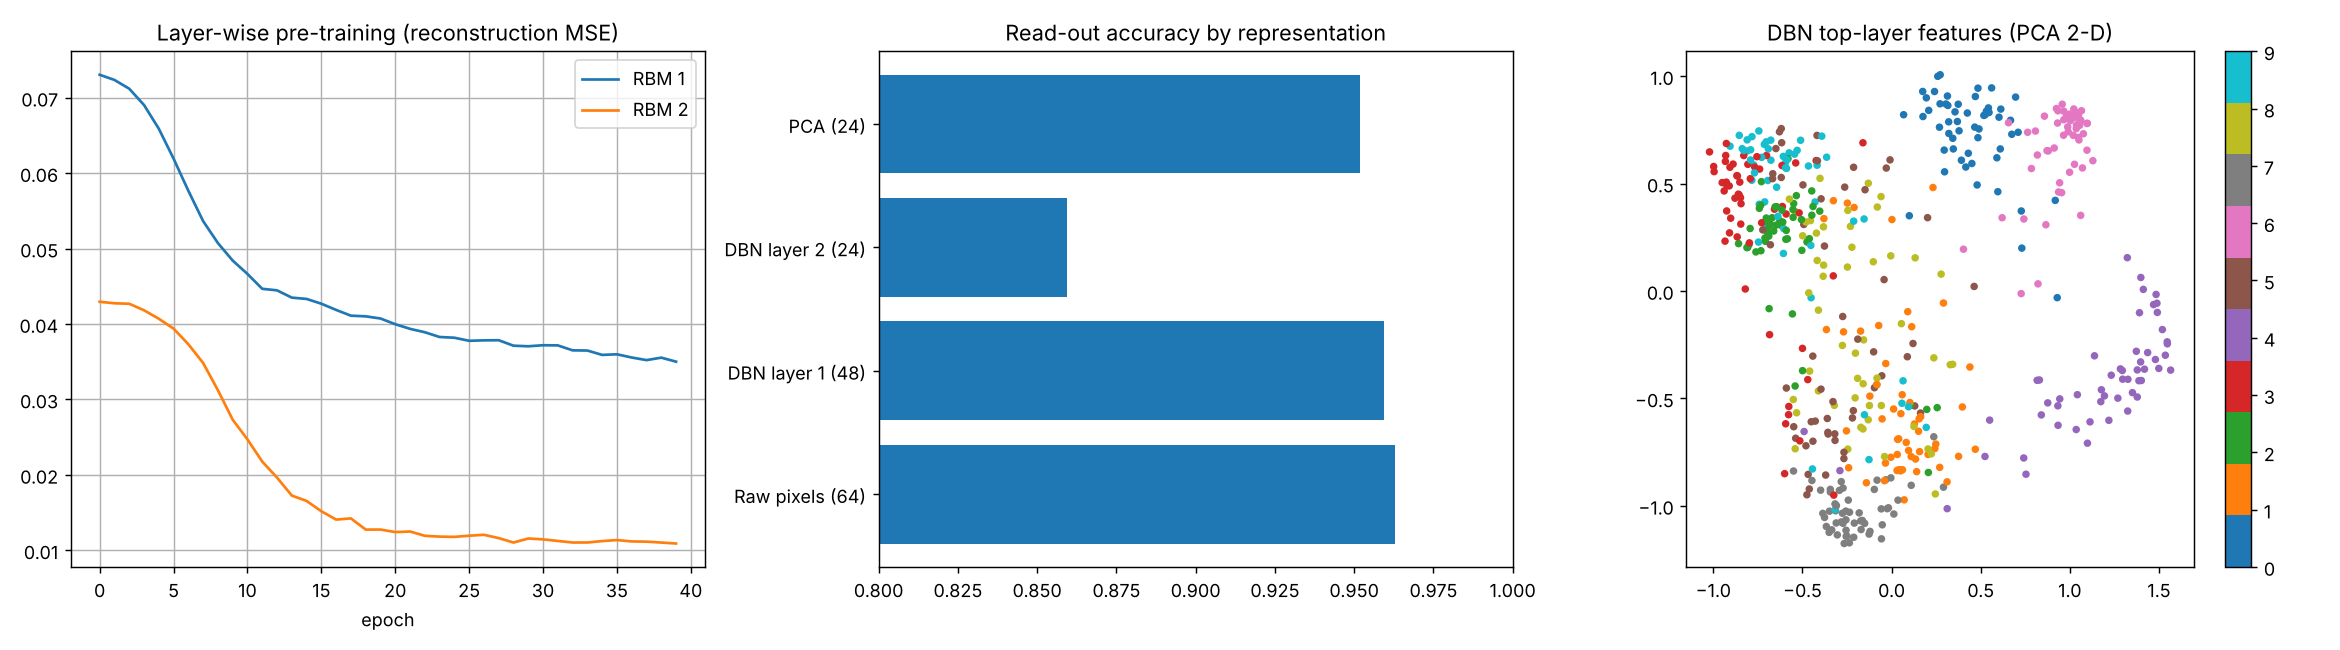 Layer-wise pre-training (reconstruction MSE)
RBM 1
RBM 2
0.07
0.06
0.05
0.04
0.03
0.02
0.01
0 5 10 15 20 25 30 35 40
epoch
Read-out accuracy by representation
PCA (24)
DBN layer 2 (24)
DBN layer 1 (48)
Raw pixels (64)
0.800 0.825 0.850 0.875 0.900 0.925 0.950 0.975 1.000
DBN top-layer features (PCA 2-D)
1.0
0.5
0.0
−0.5
−1.0
−1.0 −0.5 0.0 0.5 1.0 1.5
9
8
7
6
5
4
3
2
1
0